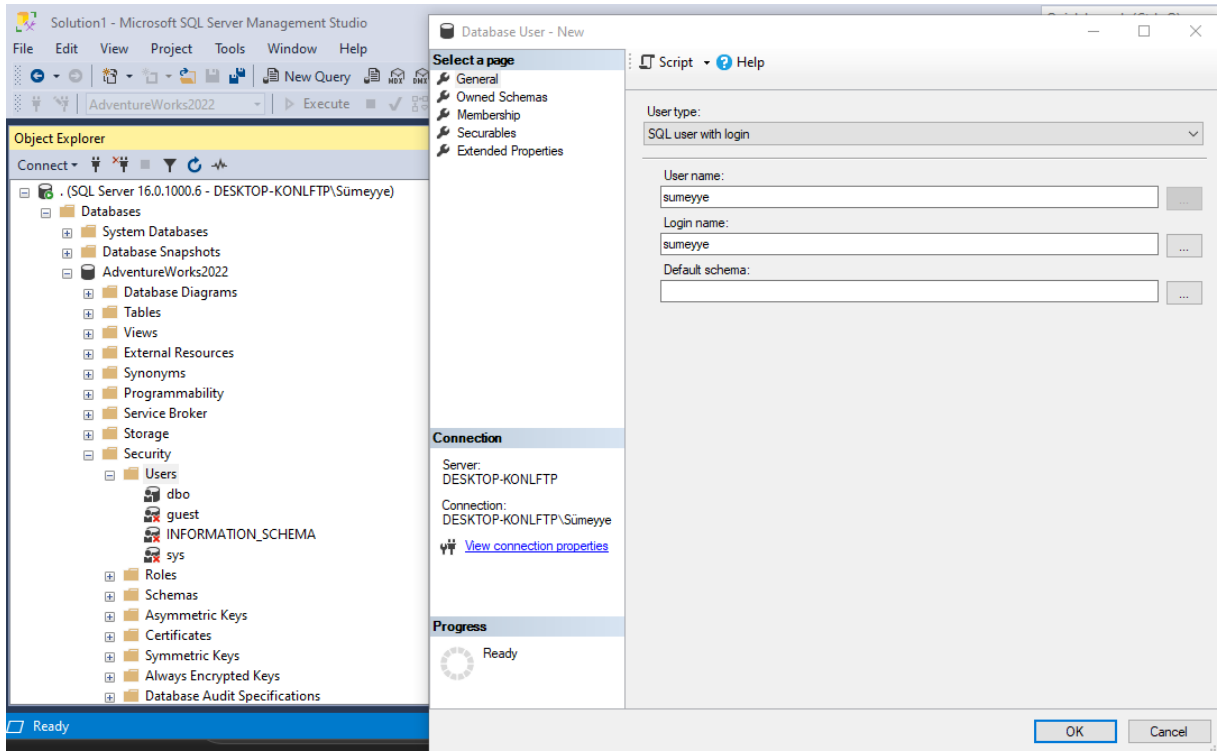 Solution1 - Microsoft SQL Server Management Studio
File Edit View Project Tools Window Help
New Query
AdventureWorks2022 Execute
Object Explorer
Connect
. (SQL Server 16.0.1000.6 - DESKTOP-KONLFTP\Sümeyye)
Databases
System Databases
Database Snapshots
AdventureWorks2022
Database Diagrams
Tables
Views
External Resources
Synonyms
Programmability
Service Broker
Storage
Security
Users
dbo
guest
INFORMATION_SCHEMA
sys
Roles
Schemas
Asymmetric Keys
Certificates
Symmetric Keys
Always Encrypted Keys
Database Audit Specifications
Ready
Database User - New
Select a page
General
Owned Schemas
Membership
Securables
Extended Properties
Connection
Server:
DESKTOP-KONLFTP
Connection:
DESKTOP-KONLFTP\Sümeyye
View connection properties
Progress
Ready
Script Help
User type:
SQL user with login
User name:
sumeyye
...
Login name:
sumeyye
...
Default schema:
...
OK Cancel